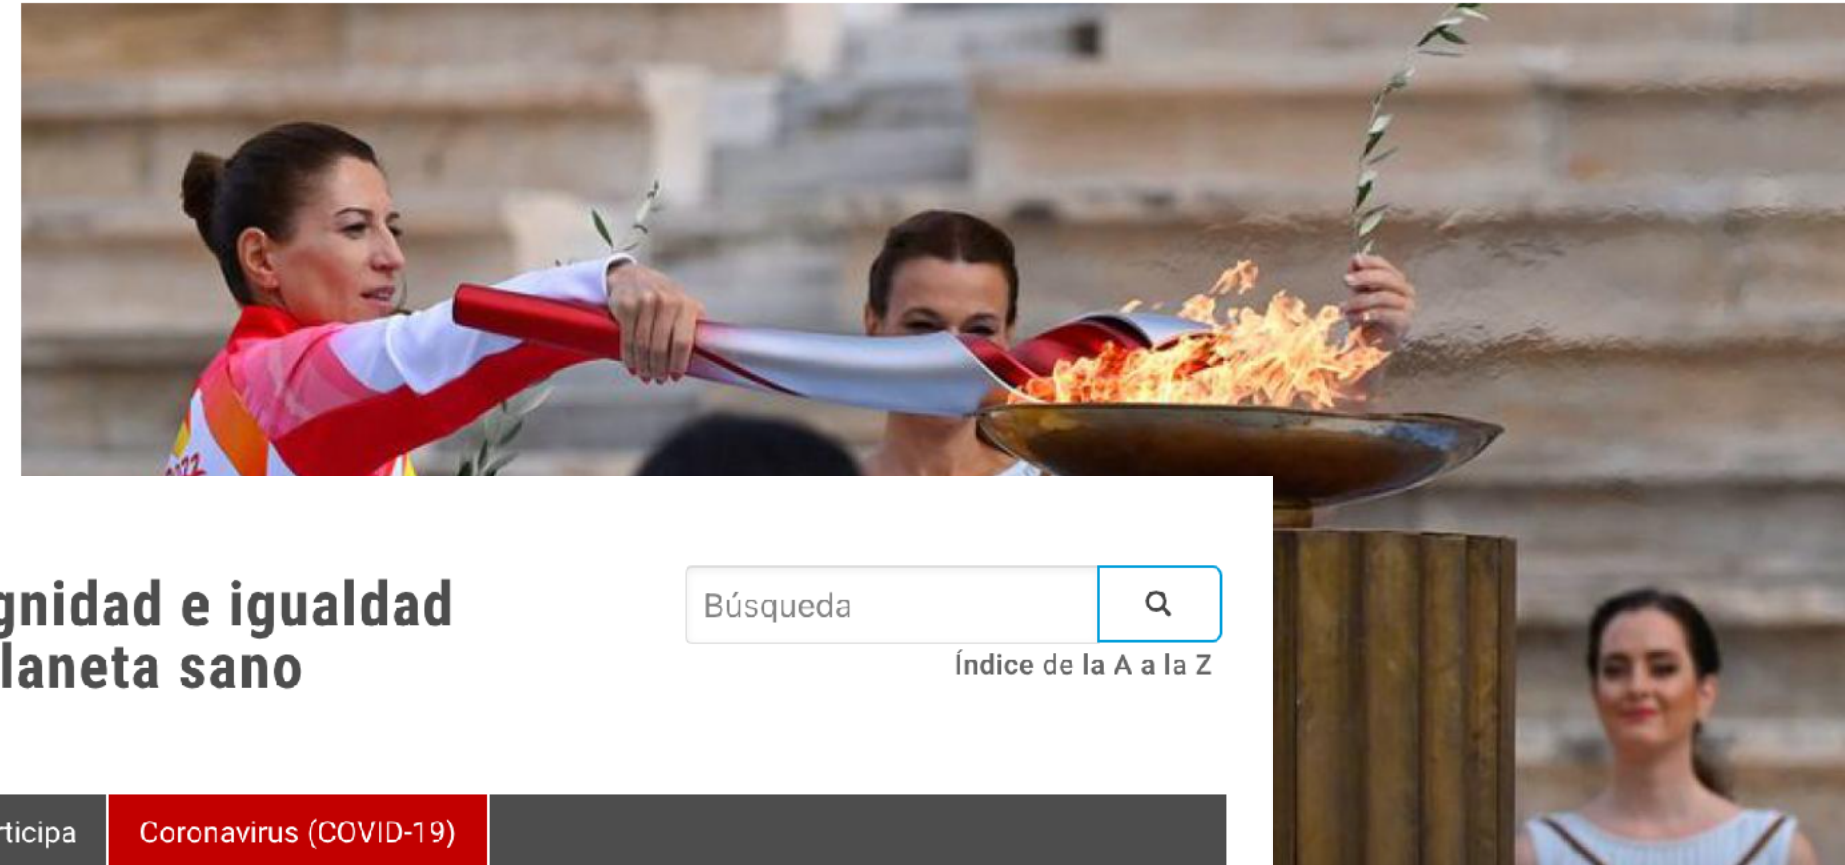 gnidad e igualdad
laneta sano
Búsqueda
Índice de la A a la Z
rticipa
Coronavirus (COVID-19)